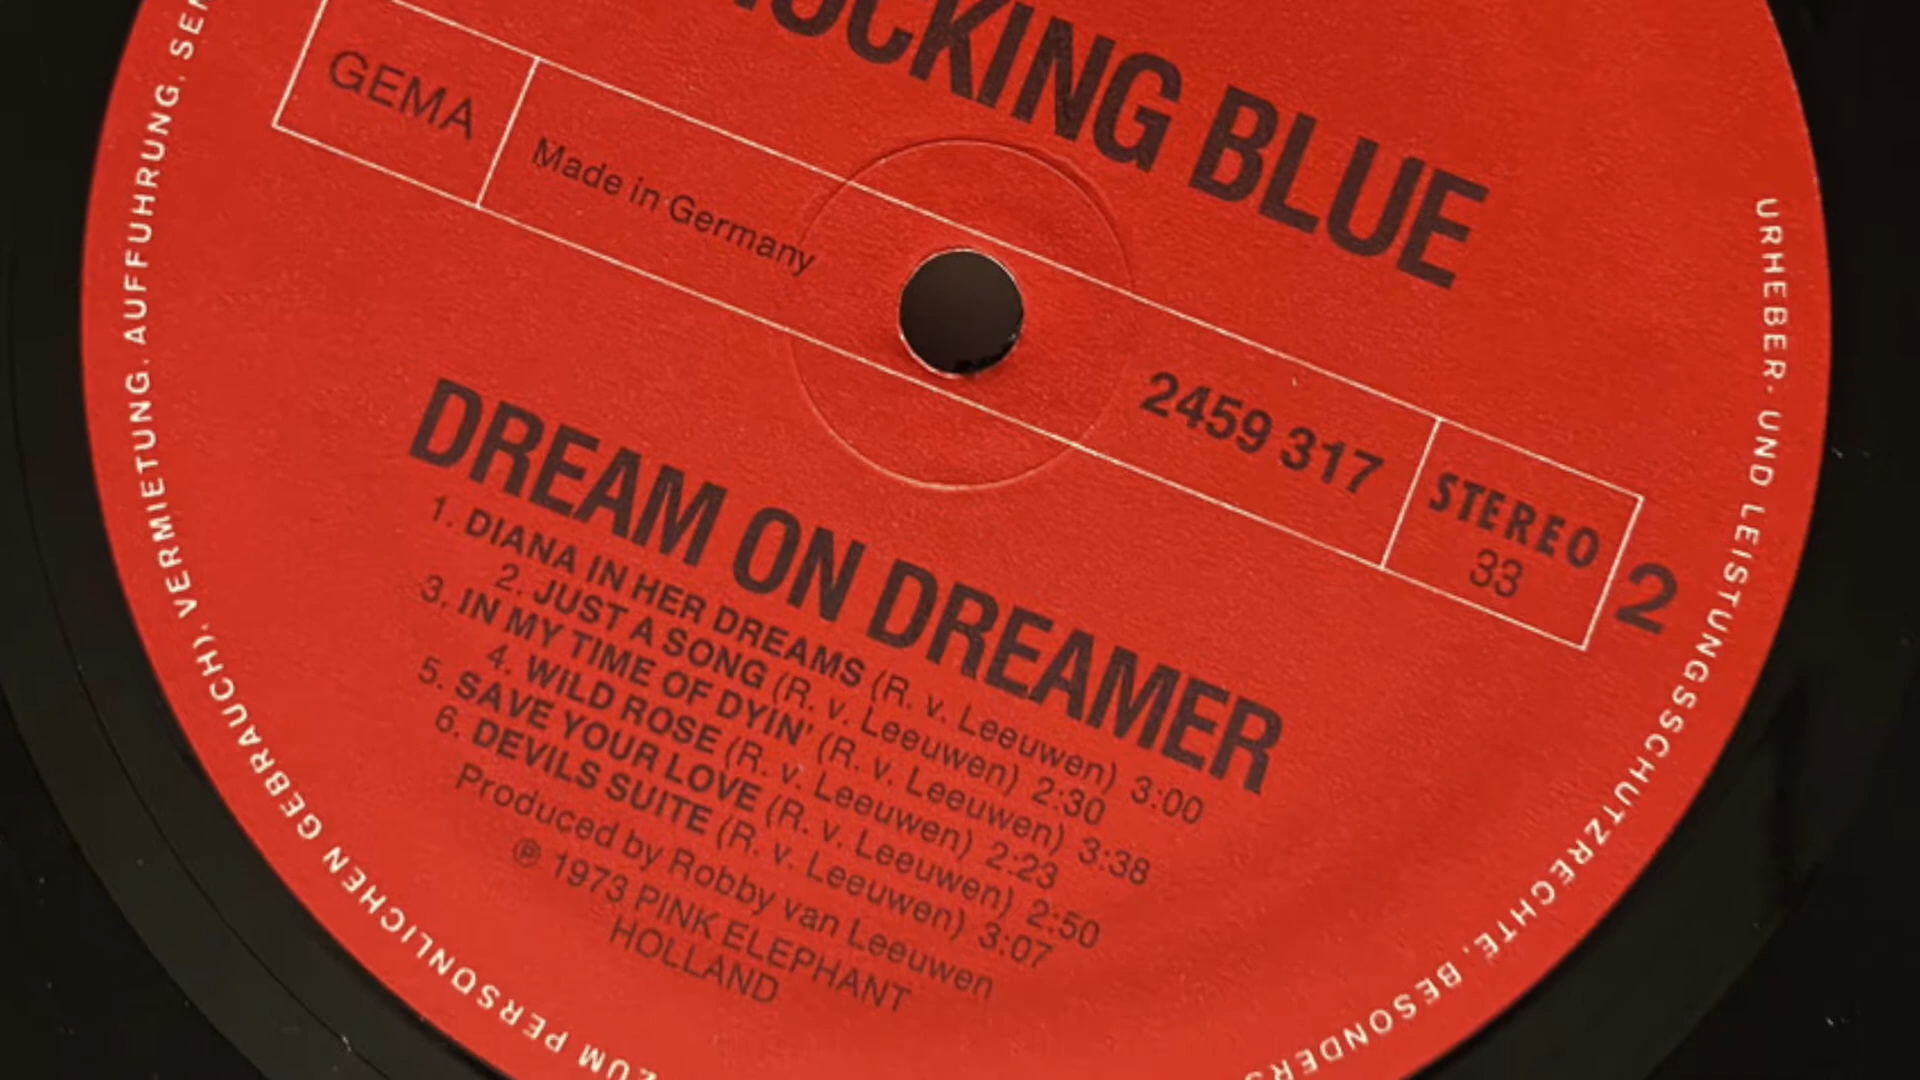 OCKING BLUE
GEMA
Made in Germany
2459 317
STEREO
33
2
DREAM ON DREAMER
1. DIANA IN HER DREAMS (R. v. Leeuwen) 3:00
2. JUST A SONG (R. v. Leeuwen) 2:30
3. IN MY TIME OF DYIN' (R. v. Leeuwen) 3:38
4. WILD ROSE (R. v. Leeuwen) 2:23
5. SAVE YOUR LOVE (R. v. Leeuwen) 2:50
6. DEVILS SUITE (R. v. Leeuwen) 3:07
Produced by Robby van Leeuwen
℗ 1973 PINK ELEPHANT
HOLLAND
URHEBER- UND LEISTUNGSSCHUTZRECHTE, BESONDERS
ZUM PERSONLICHEN GEBRAUCH), VERMIETUNG. AUFFUHRUNG. SEN